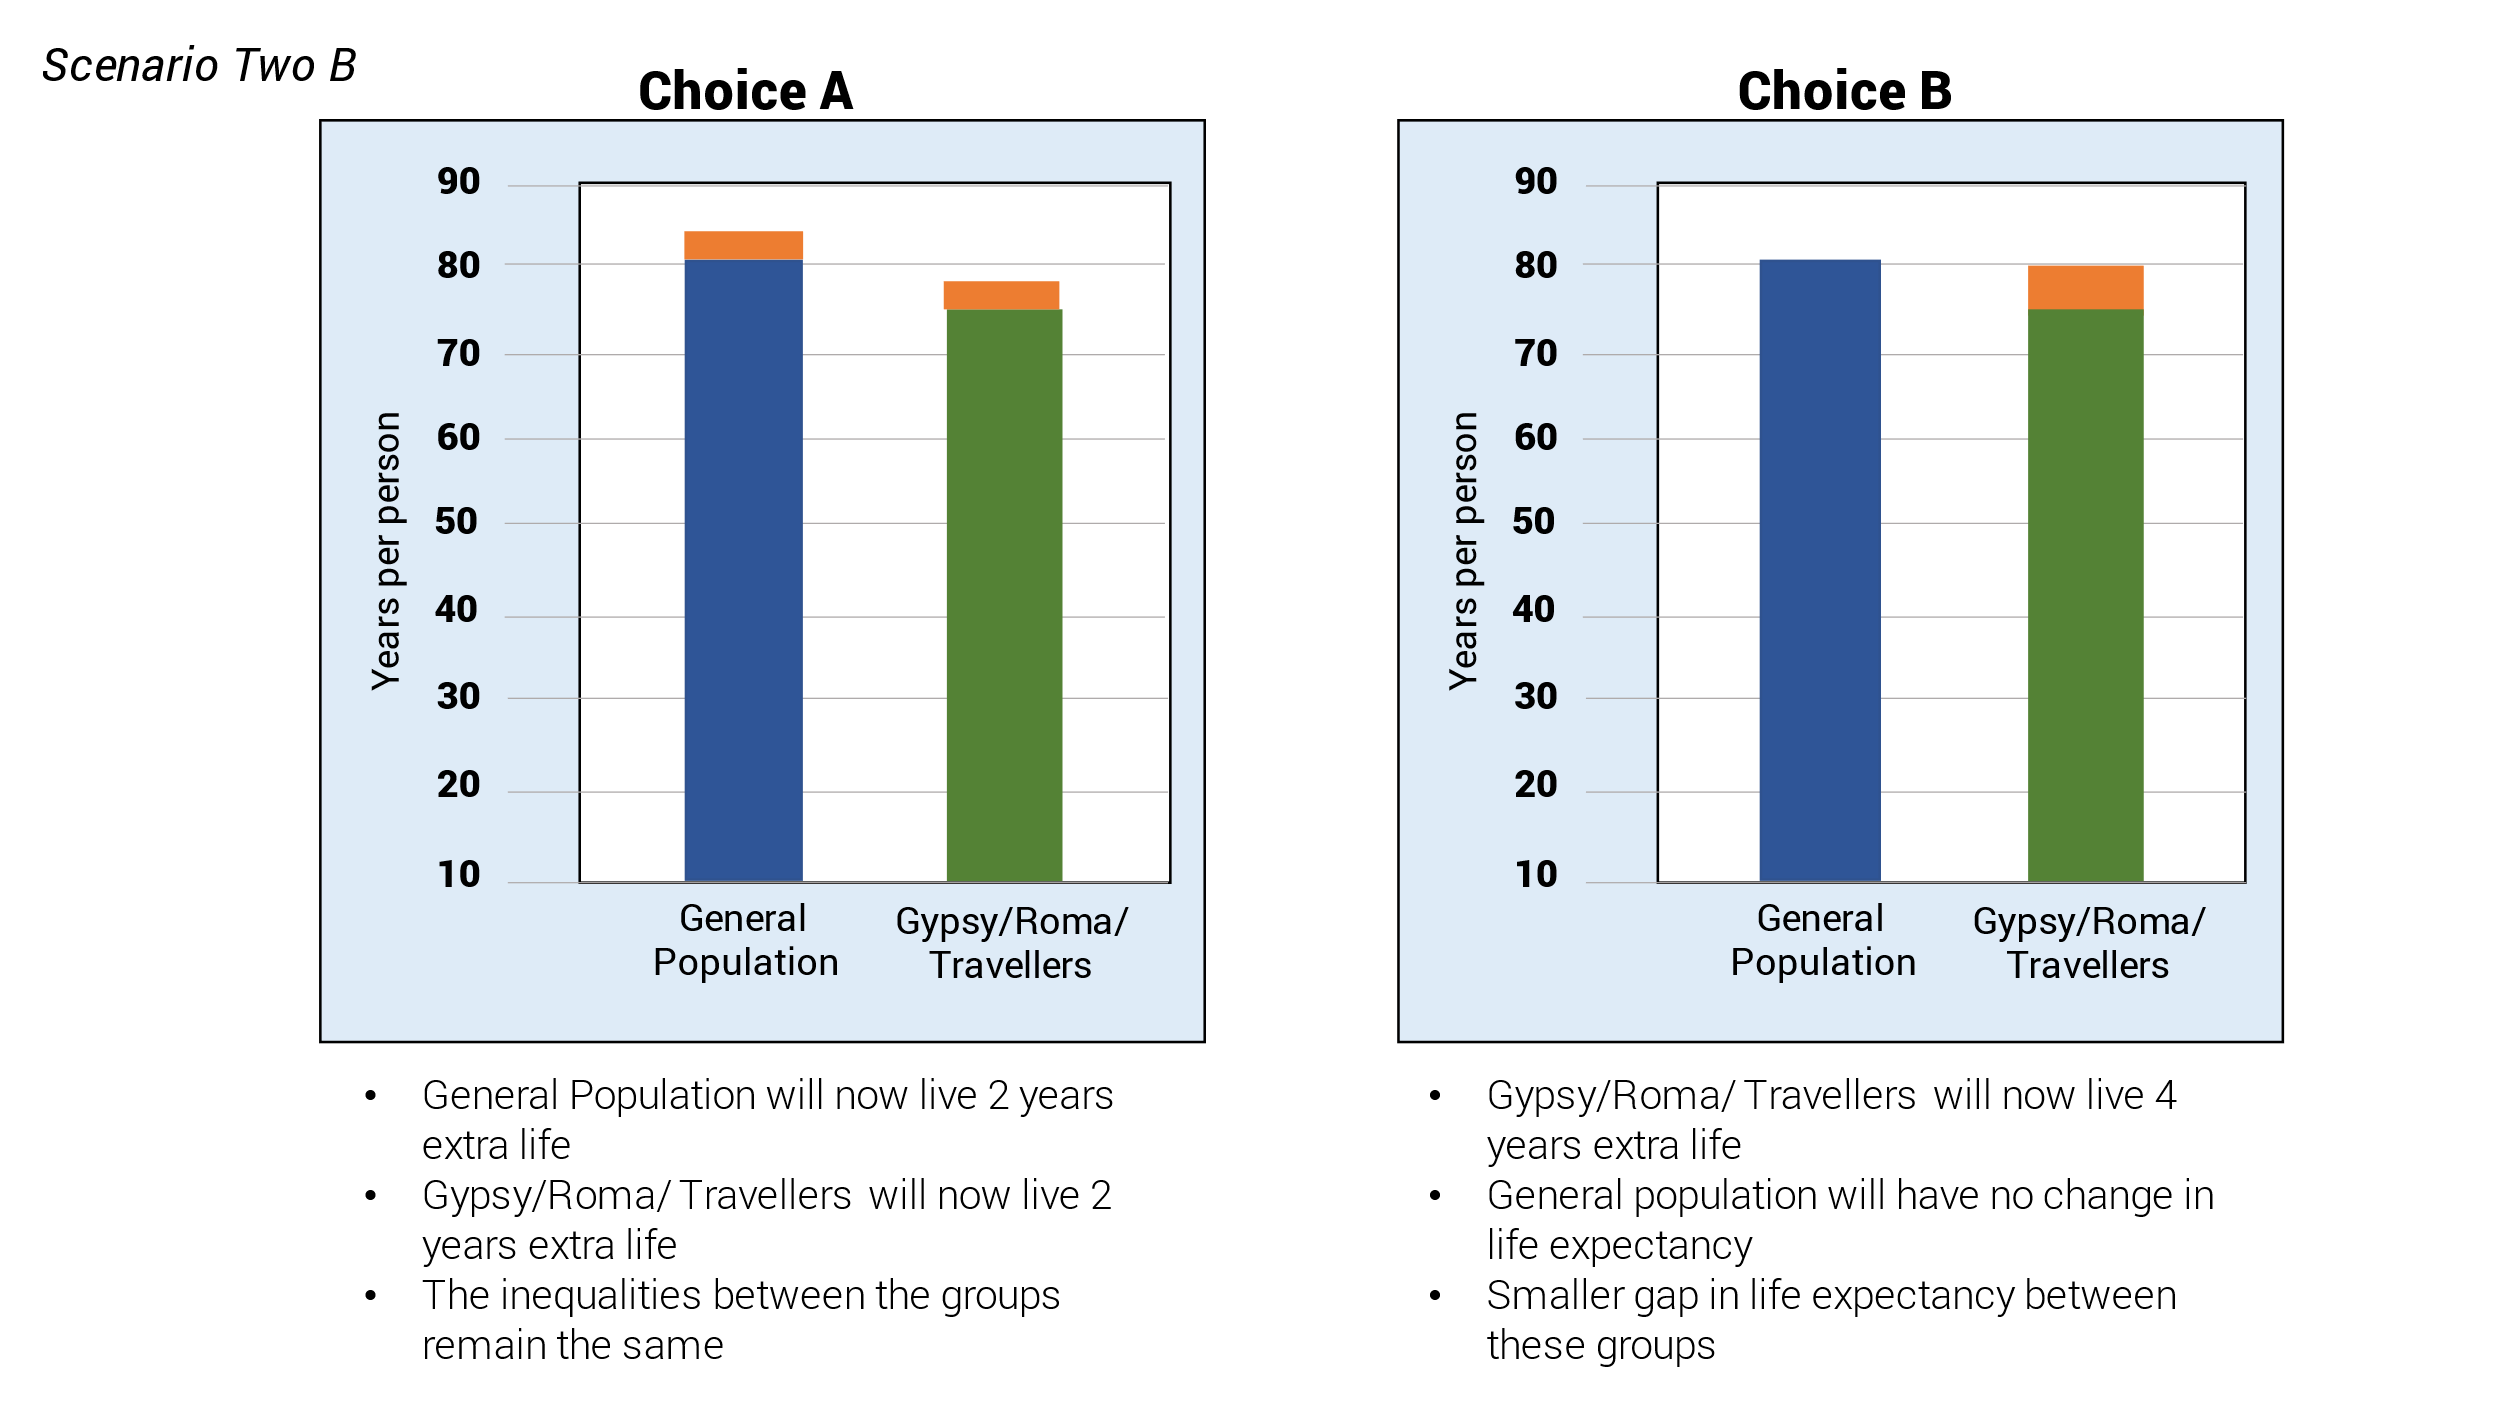 Scenario Two B
Choice A
90
80
70
60
50
40
30
20
10
Years per person
General
Population
Gypsy/Roma/
Travellers
• General Population will now live 2 years
extra life
• Gypsy/Roma/ Travellers will now live 2
years extra life
• The inequalities between the groups
remain the same
Choice B
90
80
70
60
50
40
30
20
10
Years per person
General
Population
Gypsy/Roma/
Travellers
• Gypsy/Roma/ Travellers will now live 4
years extra life
• General population will have no change in
life expectancy
• Smaller gap in life expectancy between
these groups